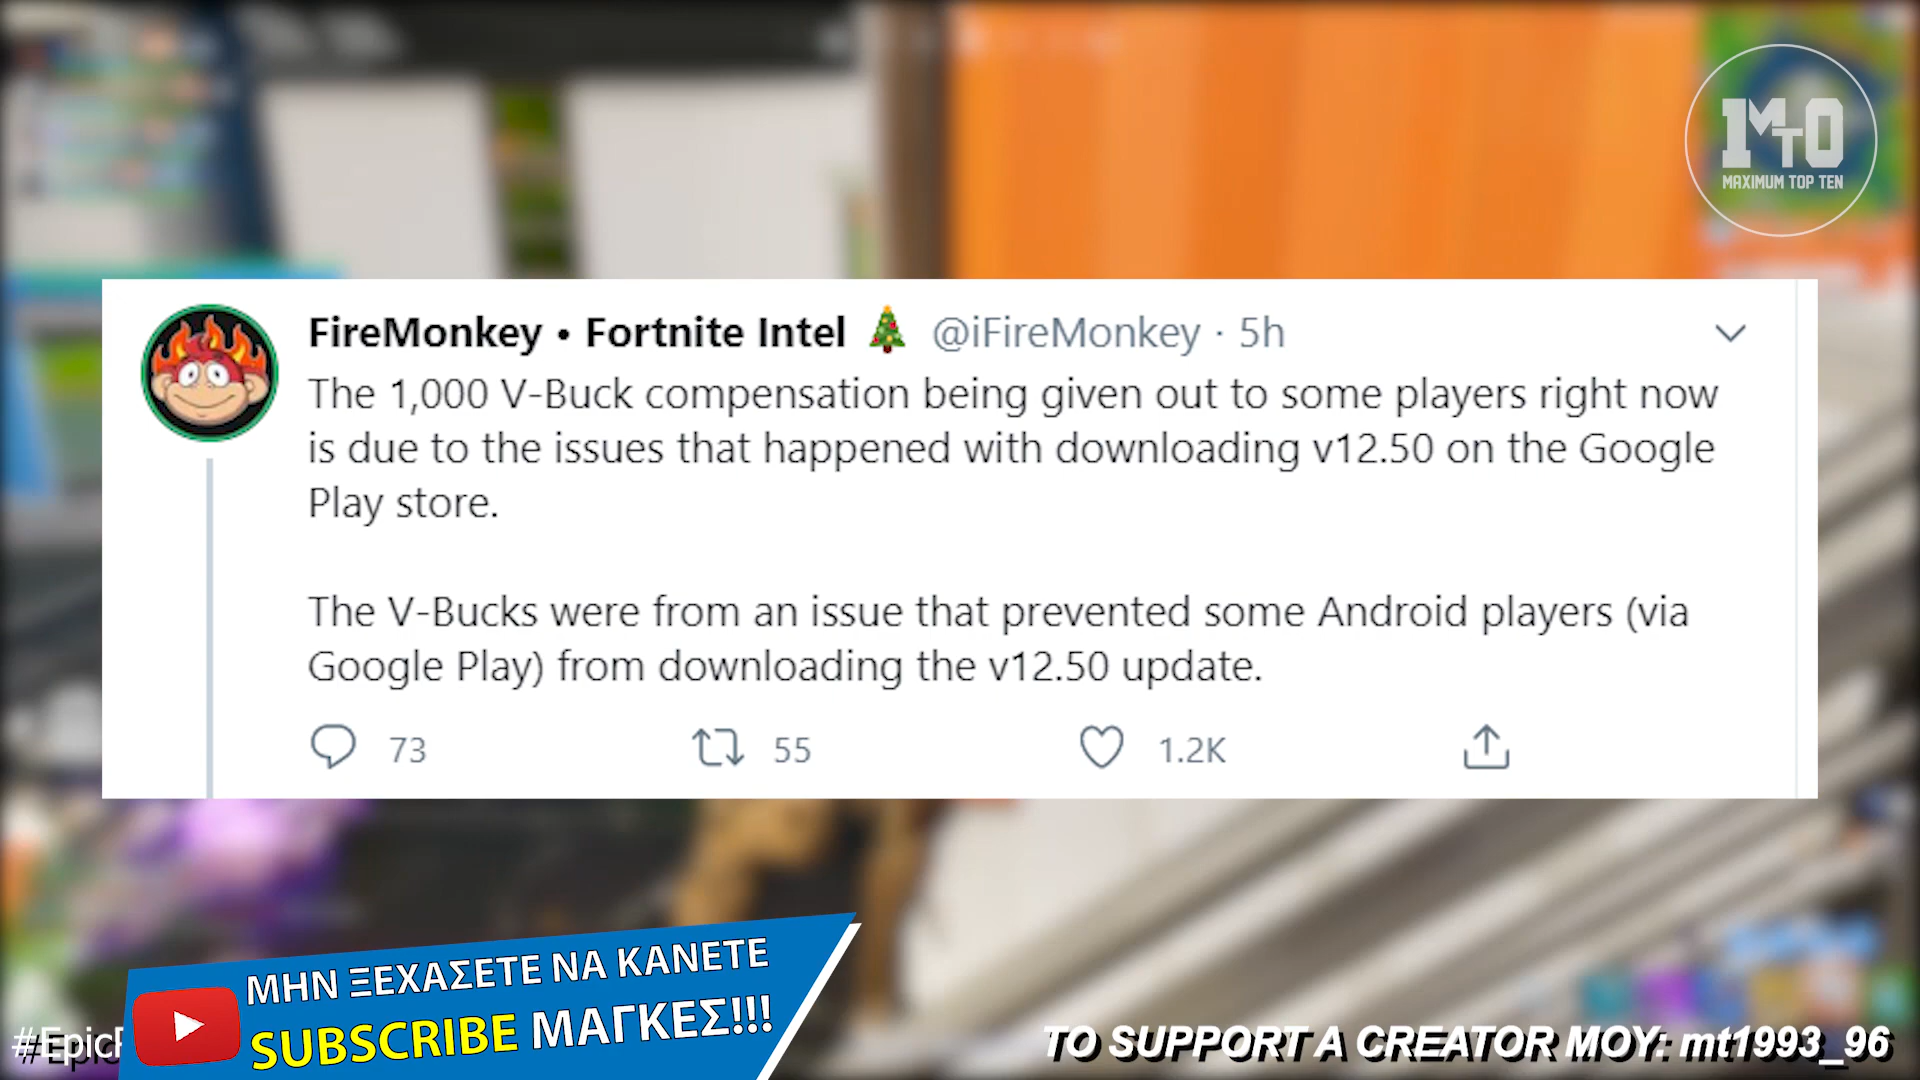 1MTO
MAXIMUM TOP TEN
FireMonkey • Fortnite Intel 🎄 @iFireMonkey · 5h
The 1,000 V-Buck compensation being given out to some players right now
is due to the issues that happened with downloading v12.50 on the Google
Play store.
The V-Bucks were from an issue that prevented some Android players (via
Google Play) from downloading the v12.50 update.
73 55 1.2K
ΜΗΝ ΞΕΧΑΣΕΤΕ ΝΑ ΚΑΝΕΤΕ
SUBSCRIBE ΜΑΓΚΕΣ!!!
#Epic
ΤΟ SUPPORT A CREATOR ΜΟΥ: mt1993_96